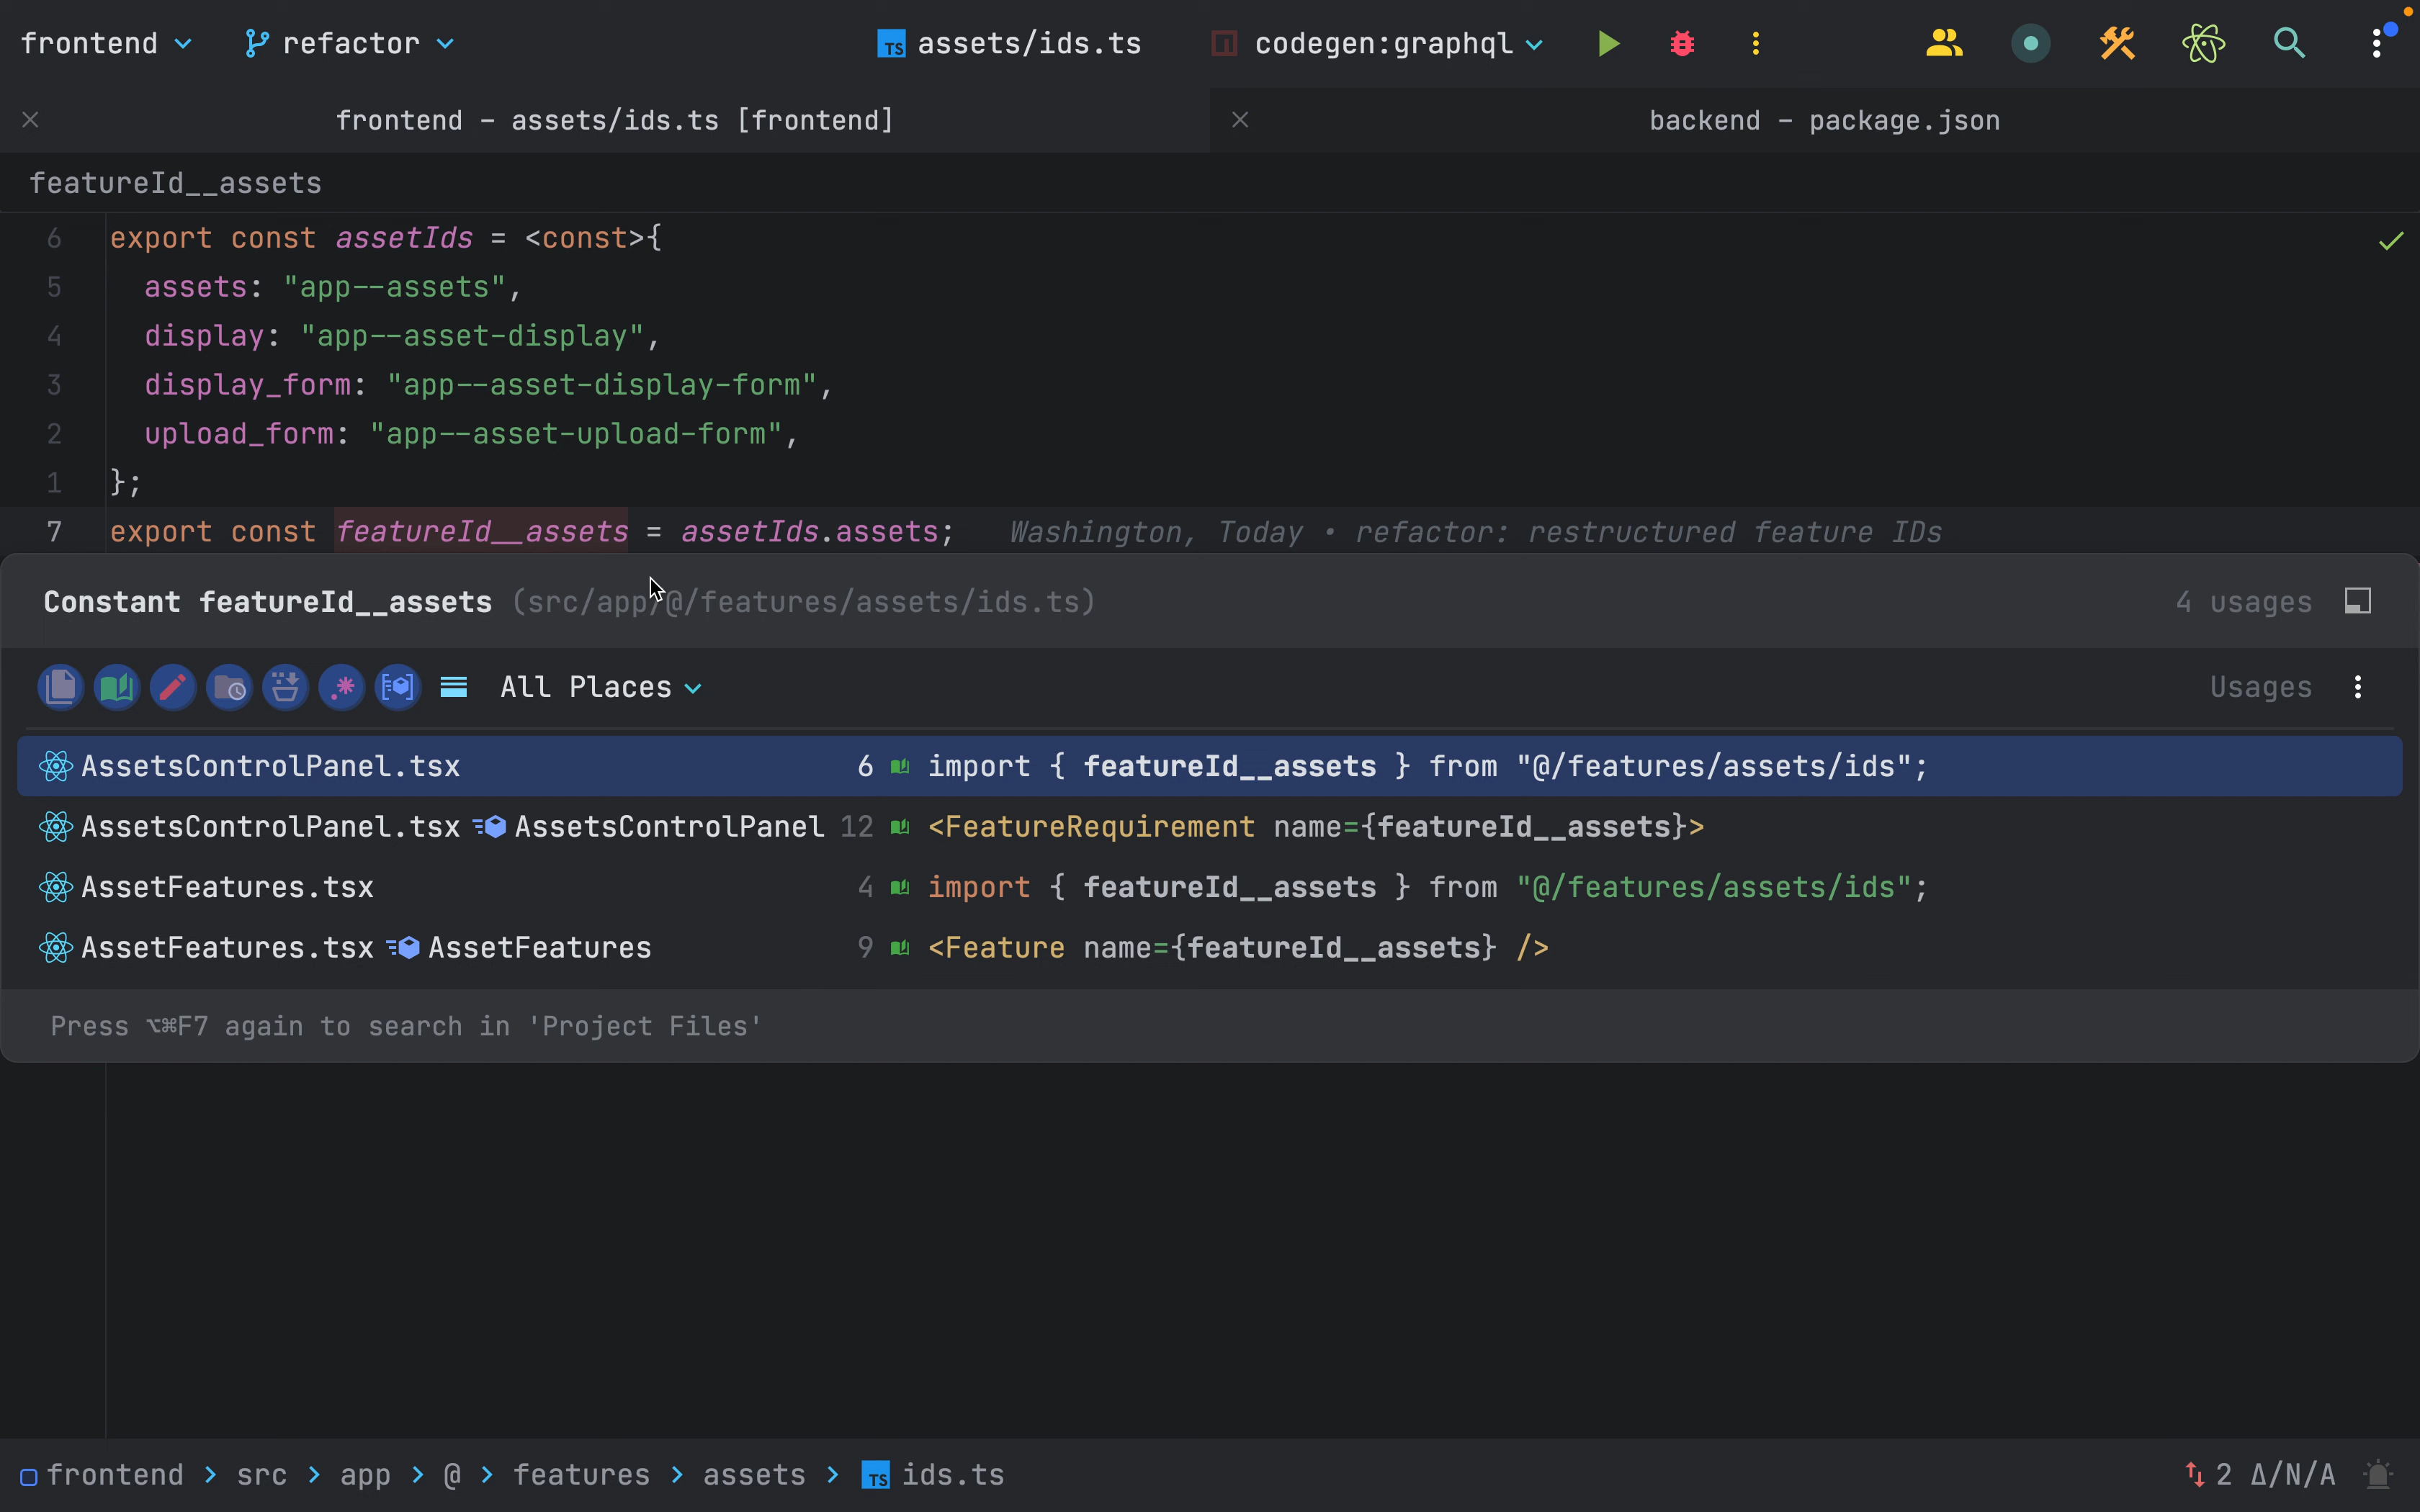 frontend refactor TS assets/ids.ts codegen:graphql
frontend – assets/ids.ts [frontend] backend – package.json
featureId__assets
6 export const assetIds = <const>{
5 assets: "app--assets",
4 display: "app--asset-display",
3 display_form: "app--asset-display-form",
2 upload_form: "app--asset-upload-form",
1 };
7 export const featureId__assets = assetIds.assets; Washington, Today • refactor: restructured feature IDs
Constant featureId__assets (src/app/@/features/assets/ids.ts) 4 usages
All Places Usages
AssetsControlPanel.tsx 6 import { featureId__assets } from "@/features/assets/ids";
AssetsControlPanel.tsx AssetsControlPanel 12 <FeatureRequirement name={featureId__assets}>
AssetFeatures.tsx 4 import { featureId__assets } from "@/features/assets/ids";
AssetFeatures.tsx AssetFeatures 9 <Feature name={featureId__assets} />
Press ⌥⌘F7 again to search in 'Project Files'
frontend > src > app > @ > features > assets > TS ids.ts 2 Δ/N/A